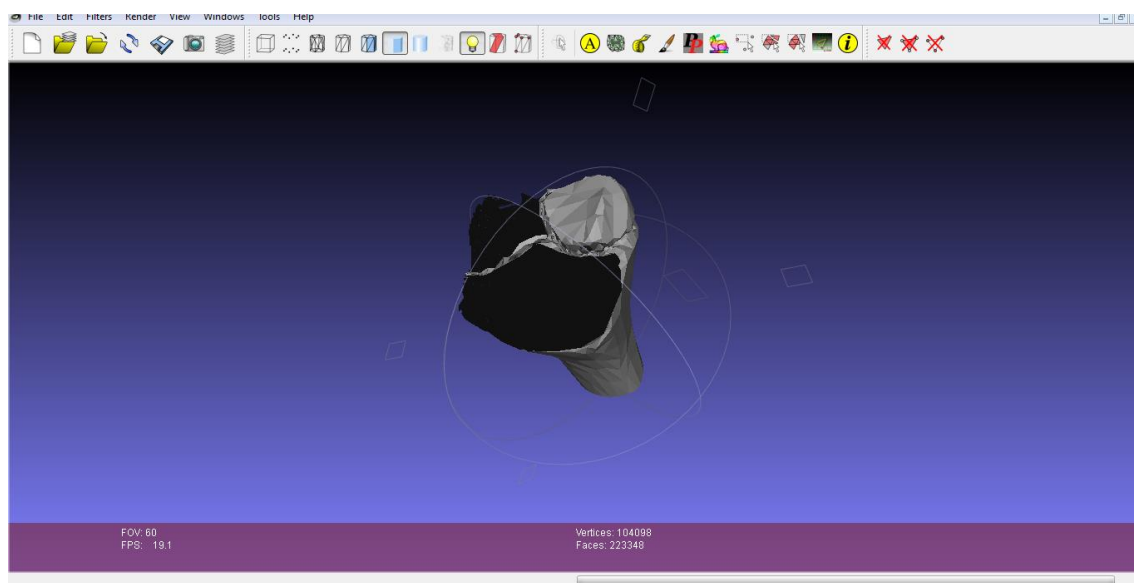 File Edit Filters Render View Windows Tools Help
A
i
FOV: 60
FPS: 19.1
Vertices: 104098
Faces: 223348